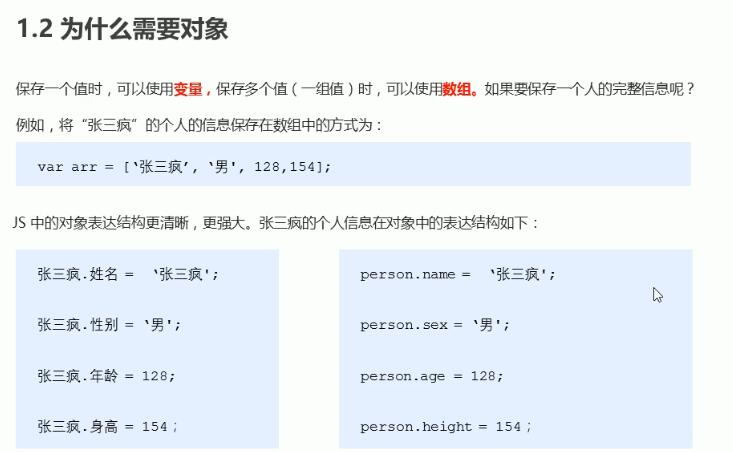 1.2 为什么需要对象
保存一个值时，可以使用变量，保存多个值（一组值）时，可以使用数组。如果要保存一个人的完整信息呢？
例如，将“张三疯”的个人的信息保存在数组中的方式为：
var arr = [‘张三疯’, ‘男', 128,154];
JS 中的对象表达结构更清晰，更强大。张三疯的个人信息在对象中的表达结构如下：
张三疯.姓名 = ‘张三疯';
张三疯.性别 = ‘男';
张三疯.年龄 = 128;
张三疯.身高 = 154；
person.name = ‘张三疯';
person.sex = ‘男';
person.age = 128;
person.height = 154；